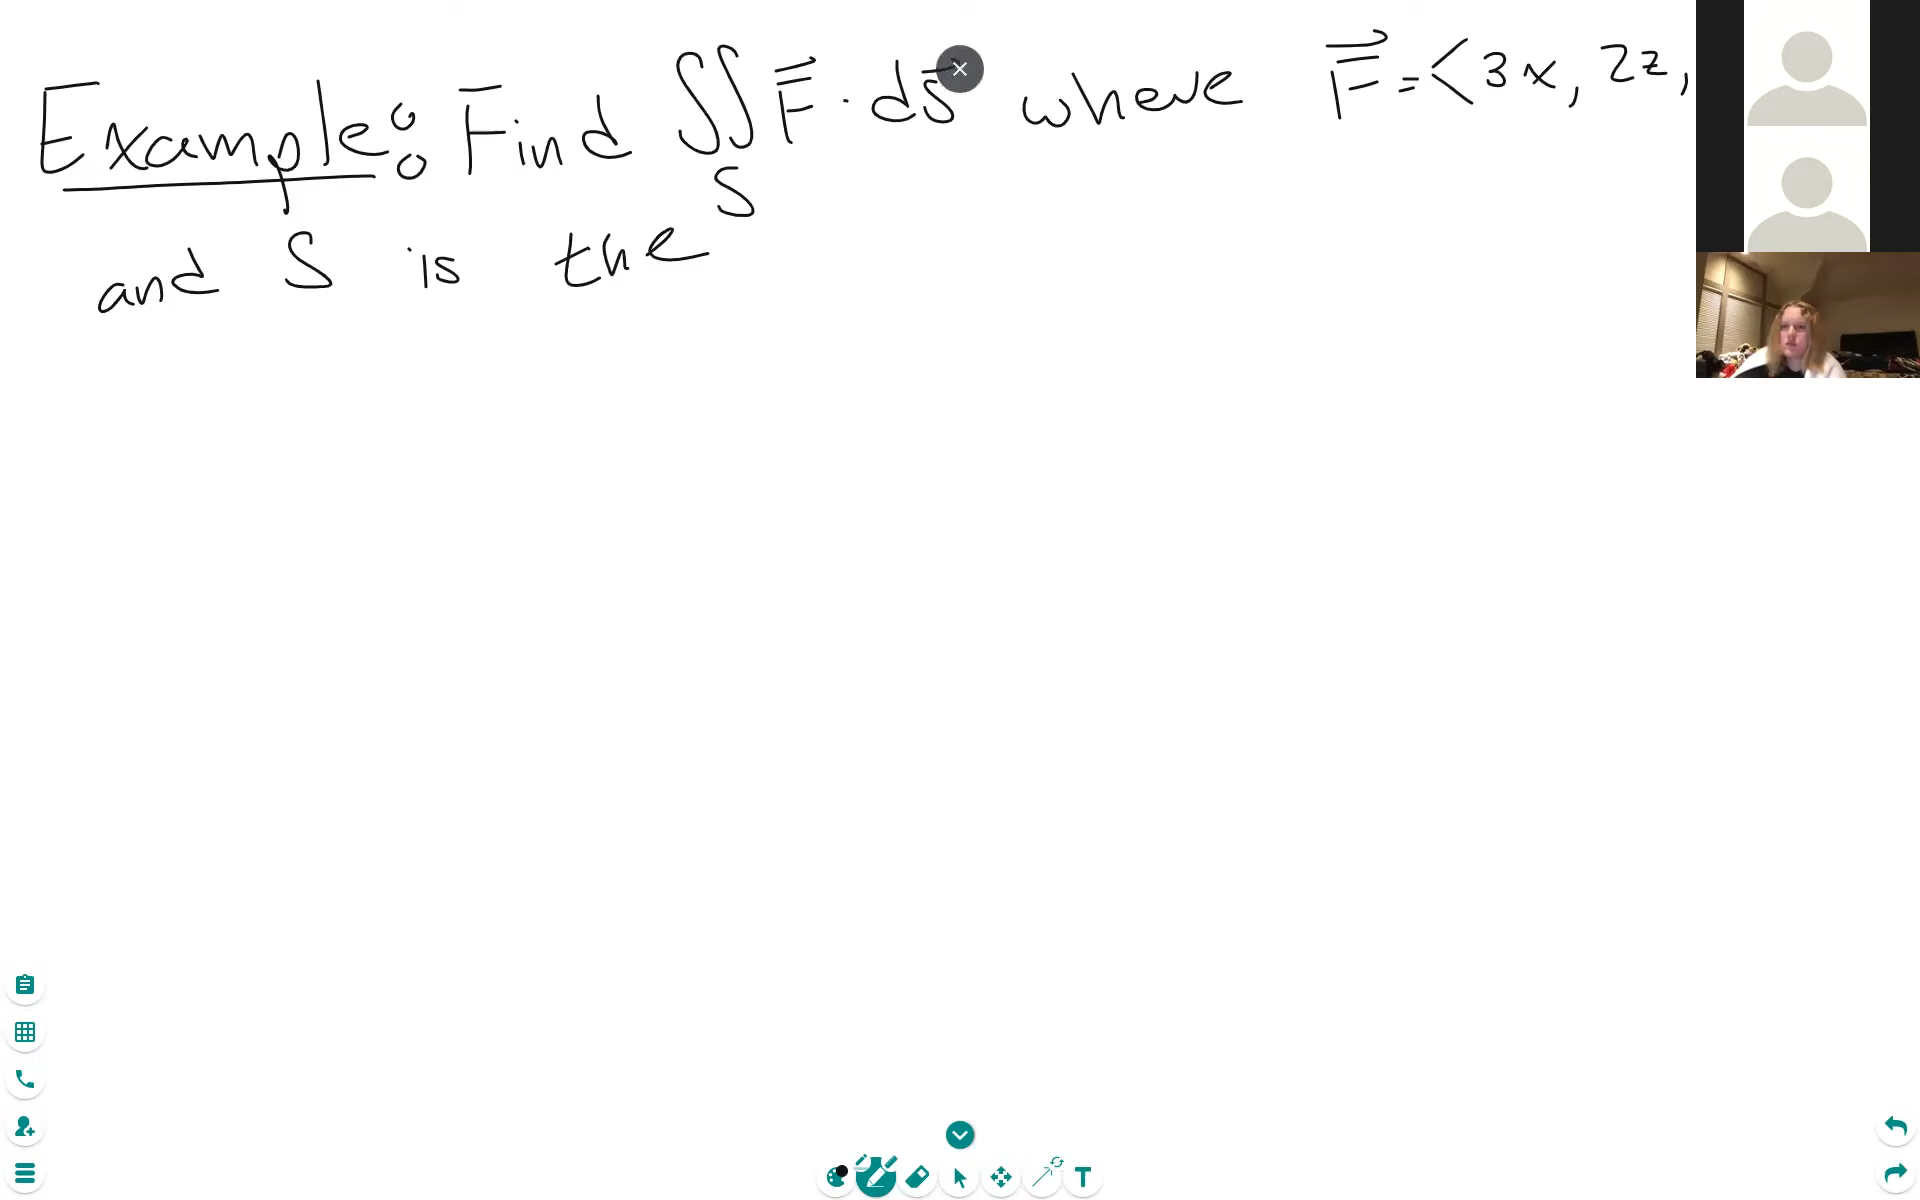 Example: Find ∬ F⃗ · dS⃗ where F⃗ = <3x, 2z,
S
and S is the
T